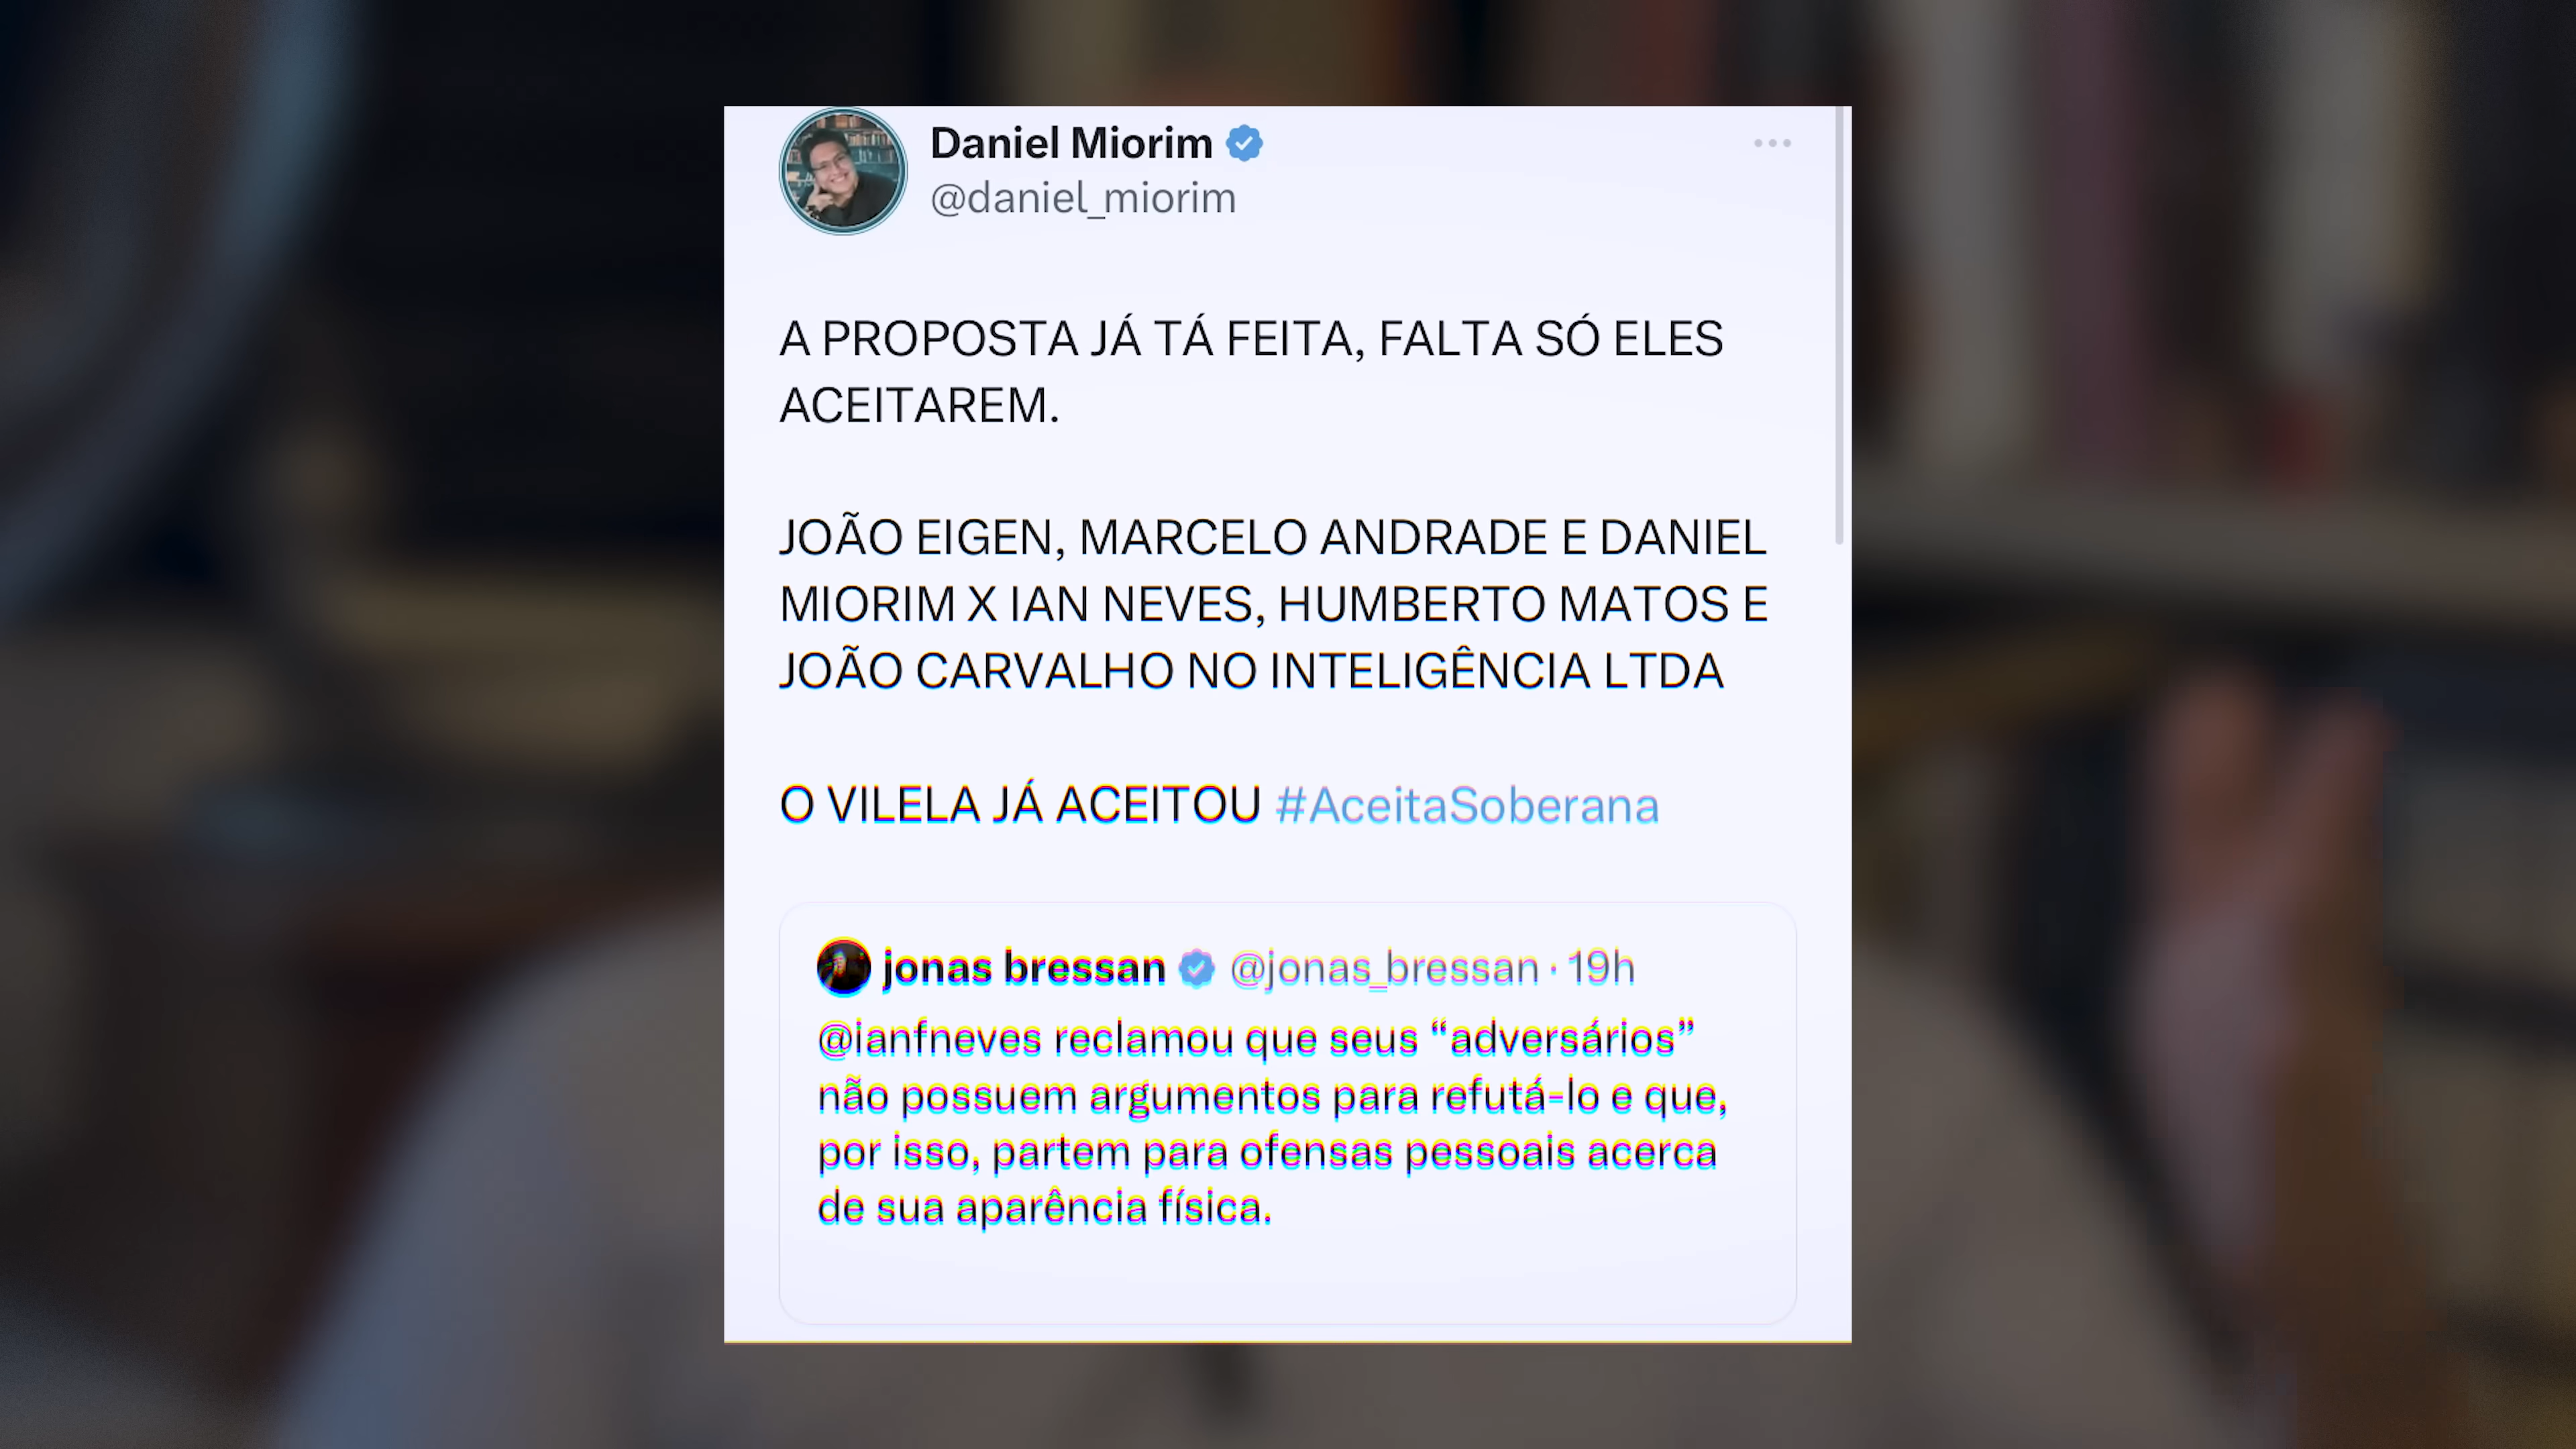 Daniel Miorim
@daniel_miorim
A PROPOSTA JÁ TÁ FEITA, FALTA SÓ ELES
ACEITAREM.
JOÃO EIGEN, MARCELO ANDRADE E DANIEL
MIORIM X IAN NEVES, HUMBERTO MATOS E
JOÃO CARVALHO NO INTELIGÊNCIA LTDA
O VILELA JÁ ACEITOU #AceitaSoberana
jonas bressan @jonas_bressan · 19h
@ianfneves reclamou que seus “adversários”
não possuem argumentos para refutá-lo e que,
por isso, partem para ofensas pessoais acerca
de sua aparência física.